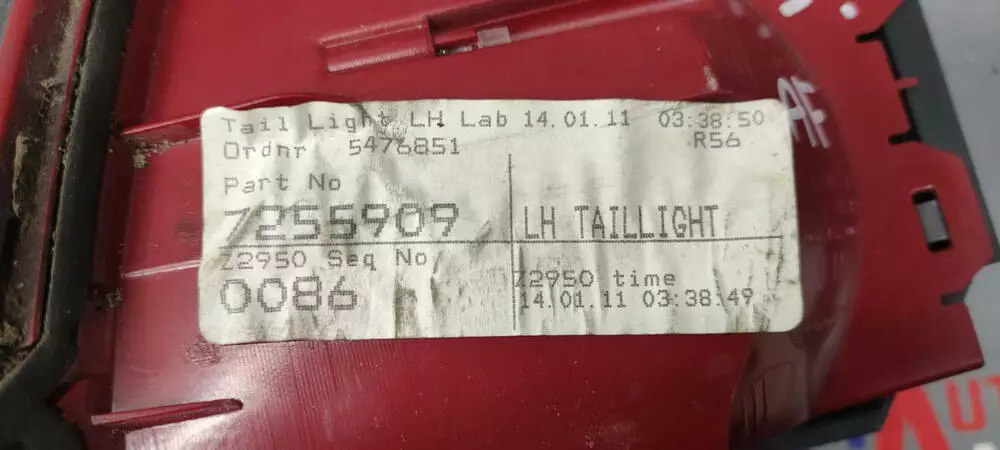 Tail Light LH Lab 14.01.11 03:38:50
Ordnr 5476851 R56
Part No
7255909
LH TAILLIGHT
Z2950 Seq No
0086
Z2950 time
14.01.11 03:38:49
AF